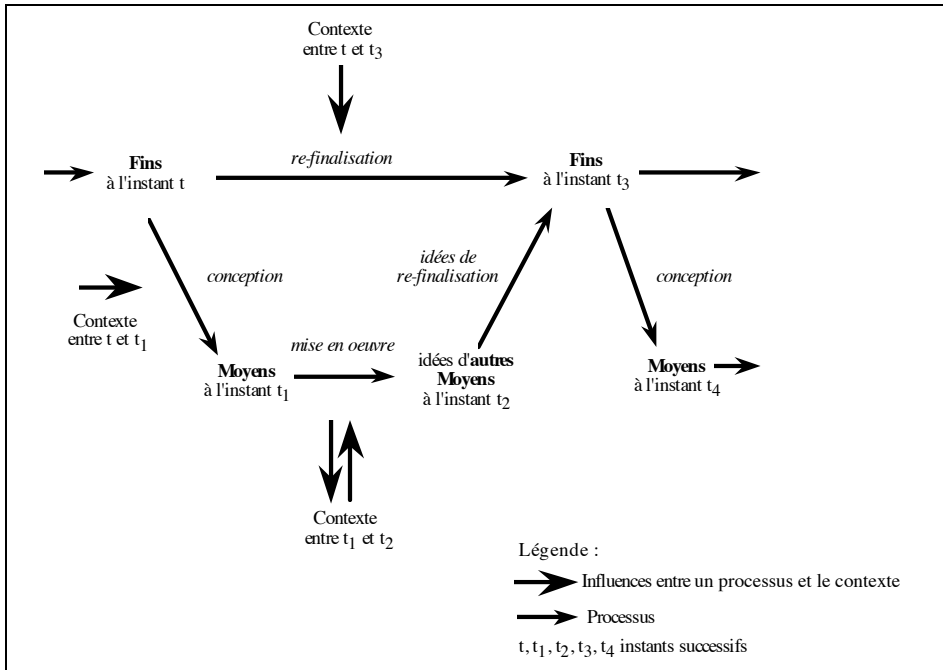 Contexte
entre t et t3
re-finalisation
Fins
à l'instant t
Fins
à l'instant t3
idées de
re-finalisation
conception
conception
Contexte
entre t et t1
mise en oeuvre
Moyens
à l'instant t1
idées d'autres
Moyens
à l'instant t2
Moyens
à l'instant t4
Contexte
entre t1 et t2
Légende :
Influences entre un processus et le contexte
Processus
t, t1, t2, t3, t4 instants successifs